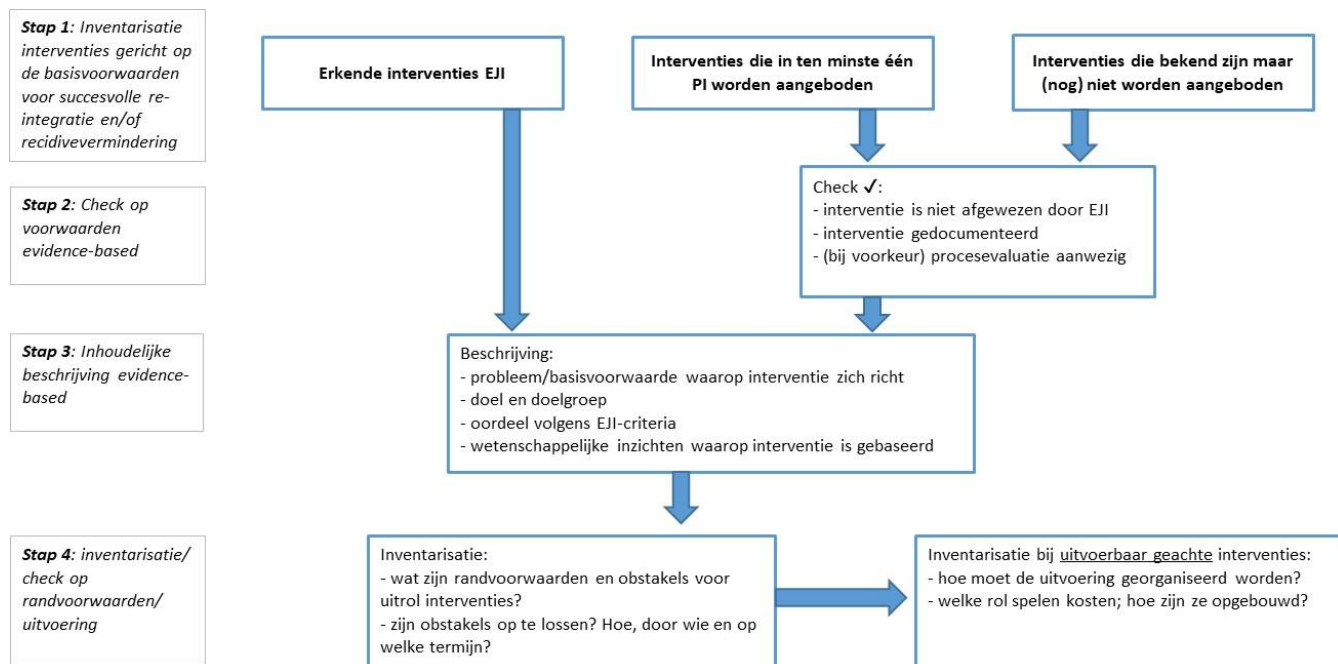 Stap 1: Inventarisatie
interventies gericht op
de basisvoorwaarden
voor succesvolle re-
integratie en/of
recidivevermindering
Erkende interventies EJI
Interventies die in ten minste één
PI worden aangeboden
Interventies die bekend zijn maar
(nog) niet worden aangeboden
Stap 2: Check op
voorwaarden
evidence-based
Check ✓:
- interventie is niet afgewezen door EJI
- interventie gedocumenteerd
- (bij voorkeur) procesevaluatie aanwezig
Stap 3: Inhoudelijke
beschrijving evidence-
based
Beschrijving:
- probleem/basisvoorwaarde waarop interventie zich richt
- doel en doelgroep
- oordeel volgens EJI-criteria
- wetenschappelijke inzichten waarop interventie is gebaseerd
Stap 4: inventarisatie/
check op
randvoorwaarden/
uitvoering
Inventarisatie:
- wat zijn randvoorwaarden en obstakels voor
uitrol interventies?
- zijn obstakels op te lossen? Hoe, door wie en op
welke termijn?
Inventarisatie bij uitvoerbaar geachte interventies:
- hoe moet de uitvoering georganiseerd worden?
- welke rol spelen kosten; hoe zijn ze opgebouwd?